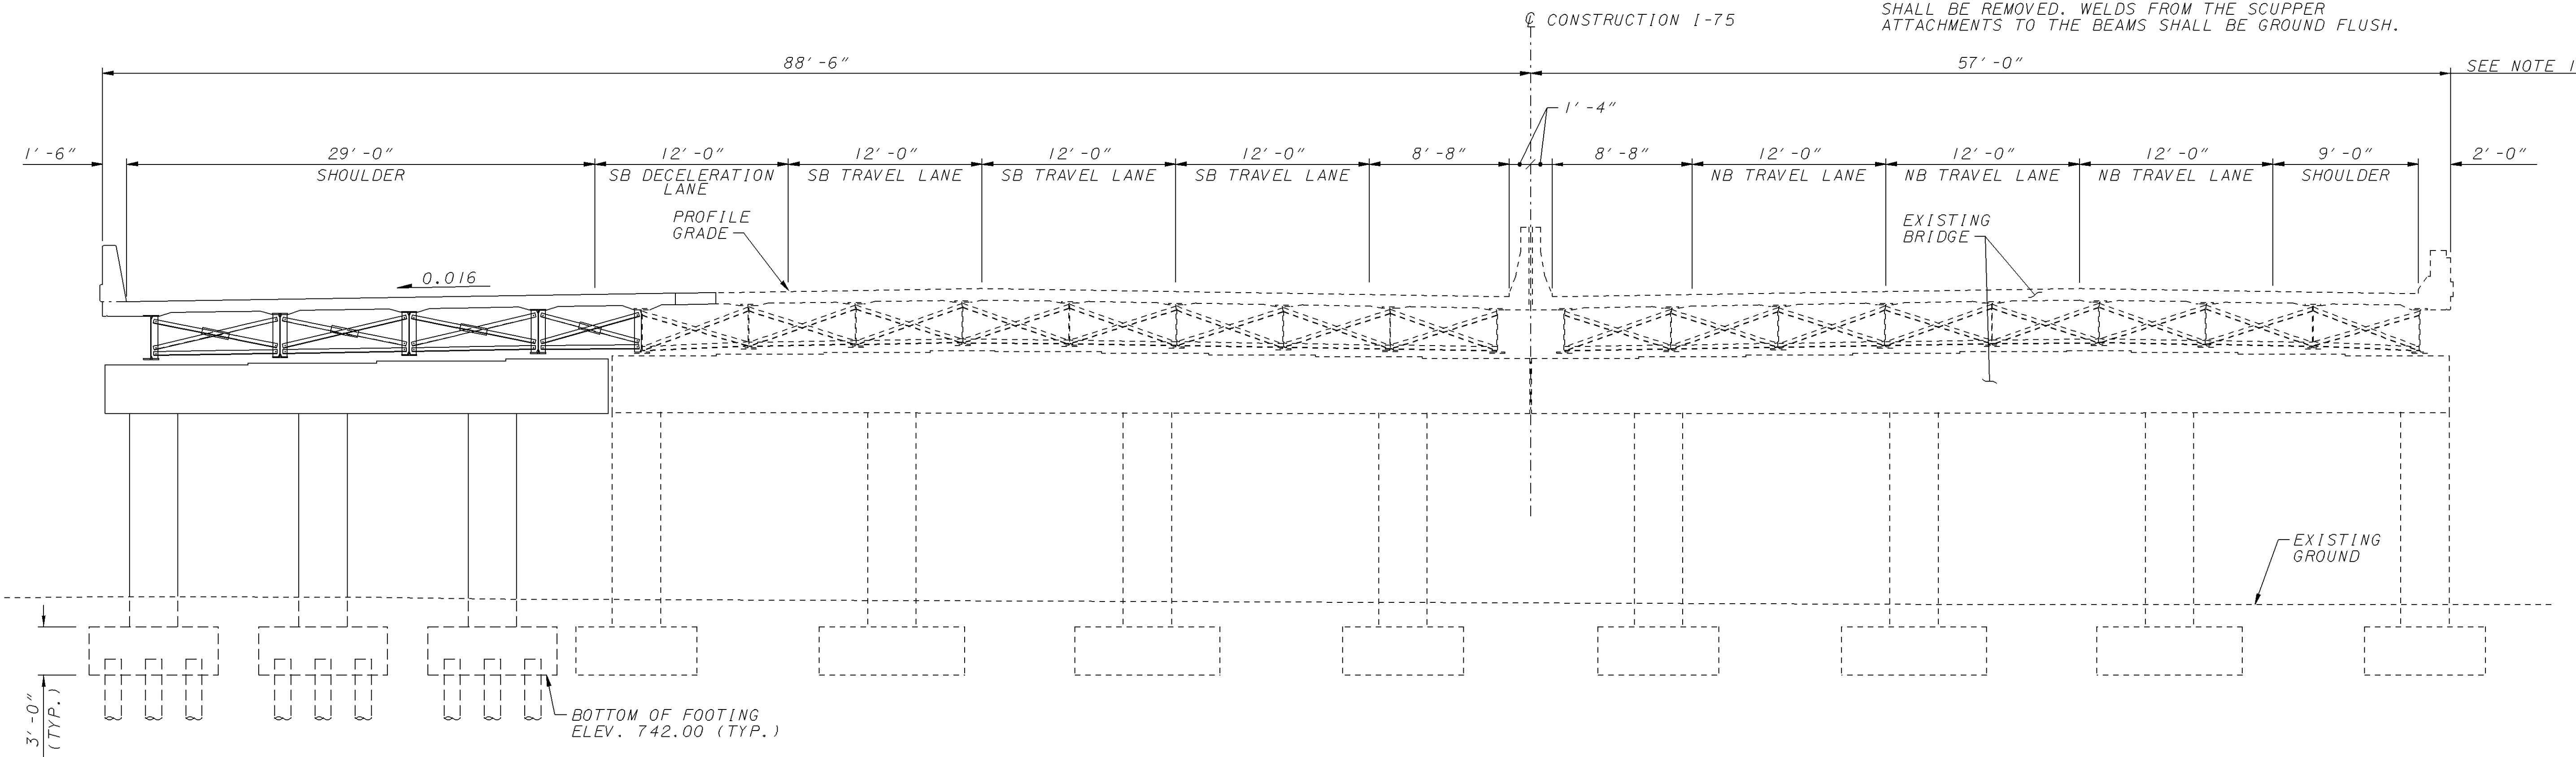 SHALL BE REMOVED. WELDS FROM THE SCUPPER
ATTACHMENTS TO THE BEAMS SHALL BE GROUND FLUSH.
℄ CONSTRUCTION I-75
88'-6"
57'-0"
SEE NOTE 1
1'-4"
1'-6"
29'-0"
SHOULDER
12'-0"
SB DECELERATION
LANE
12'-0"
SB TRAVEL LANE
12'-0"
SB TRAVEL LANE
12'-0"
SB TRAVEL LANE
8'-8"
8'-8"
12'-0"
NB TRAVEL LANE
12'-0"
NB TRAVEL LANE
12'-0"
NB TRAVEL LANE
9'-0"
SHOULDER
2'-0"
PROFILE
GRADE
EXISTING
BRIDGE
0.016
EXISTING
GROUND
3'-0"
(TYP.)
BOTTOM OF FOOTING
ELEV. 742.00 (TYP.)